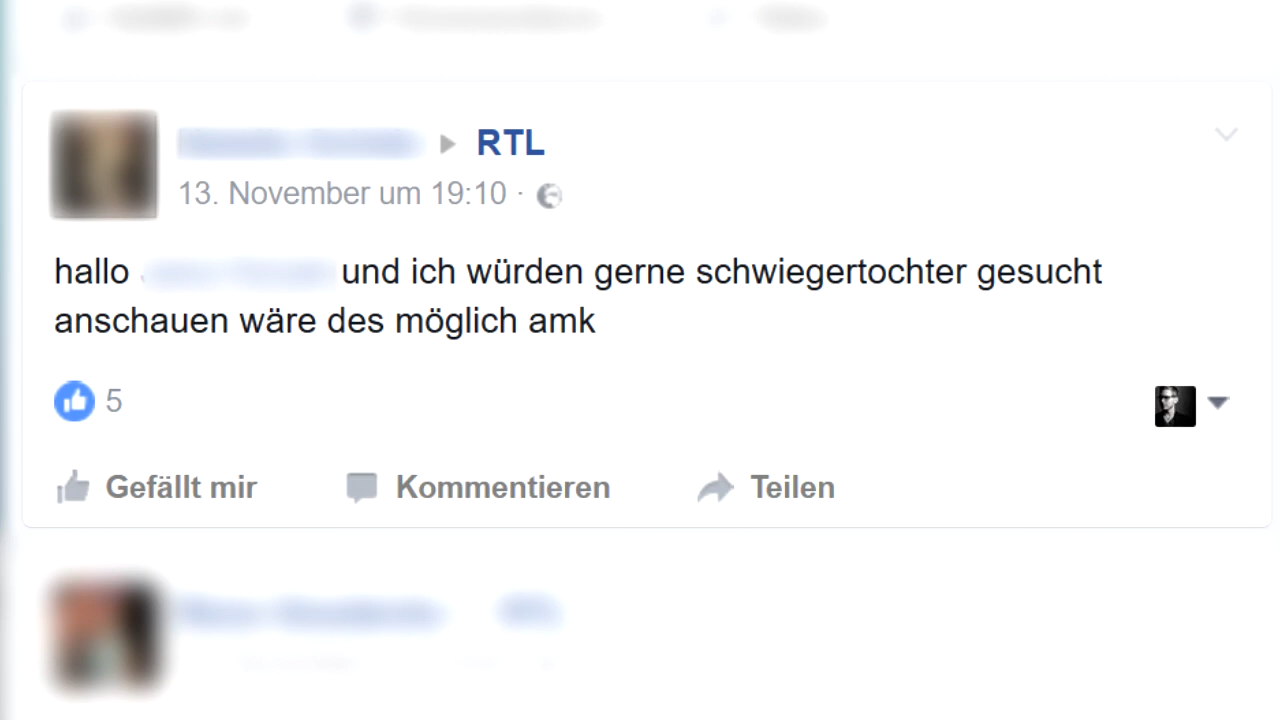 RTL
13. November um 19:10 ·
hallo und ich würden gerne schwiegertochter gesucht
anschauen wäre des möglich amk
5
Gefällt mir Kommentieren Teilen